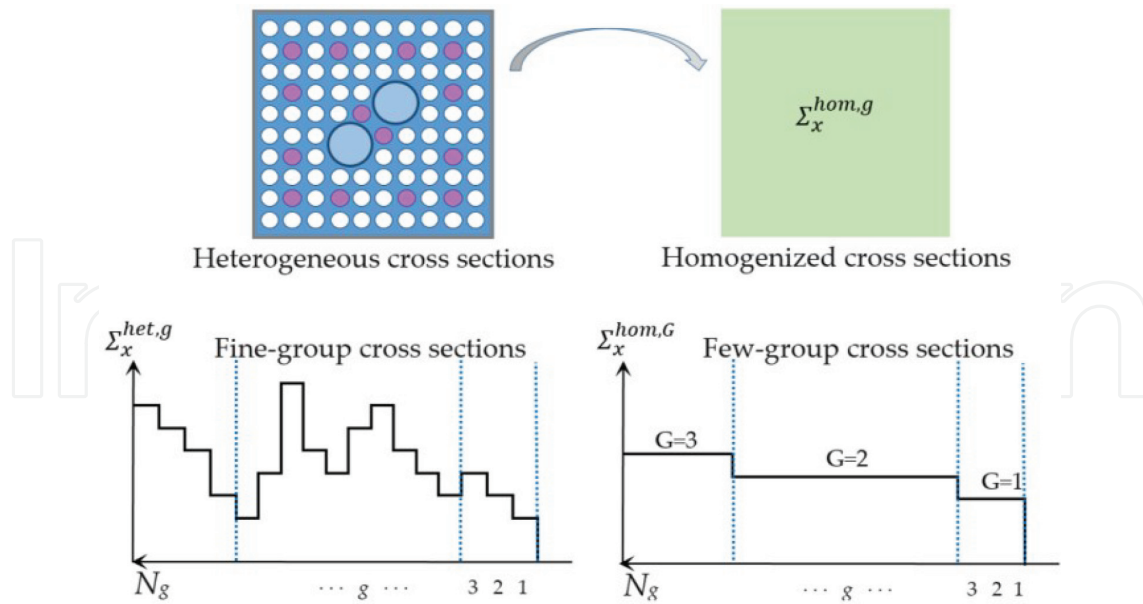 Σ_x^{hom,g}
Heterogeneous cross sections
Homogenized cross sections
Σ_x^{het,g}
Fine-group cross sections
N_g
··· g ···
3 2 1
Σ_x^{hom,G}
Few-group cross sections
G=3
G=2
G=1
N_g
··· g ···
3 2 1